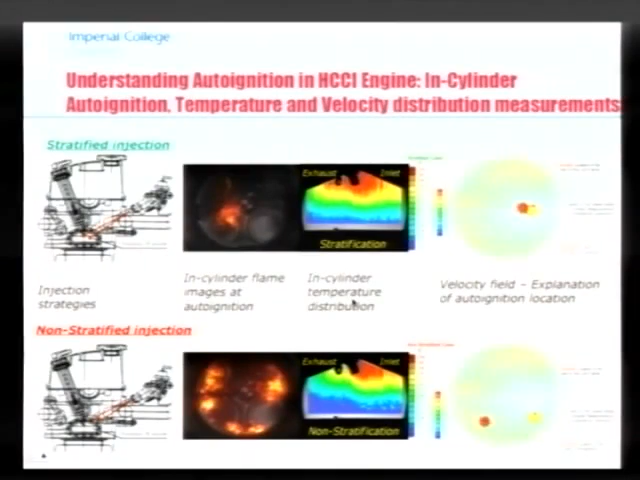 Imperial College
Understanding Autoignition in HCCI Engine: In-Cylinder
Autoignition, Temperature and Velocity distribution measurements
Stratified injection
Exhaust Inlet
Stratification
Injection
strategies
In-cylinder flame
images at
autoignition
In-cylinder
temperature
distribution
Velocity field – Explanation
of autoignition location
Non-Stratified injection
Exhaust Inlet
Non-Stratification